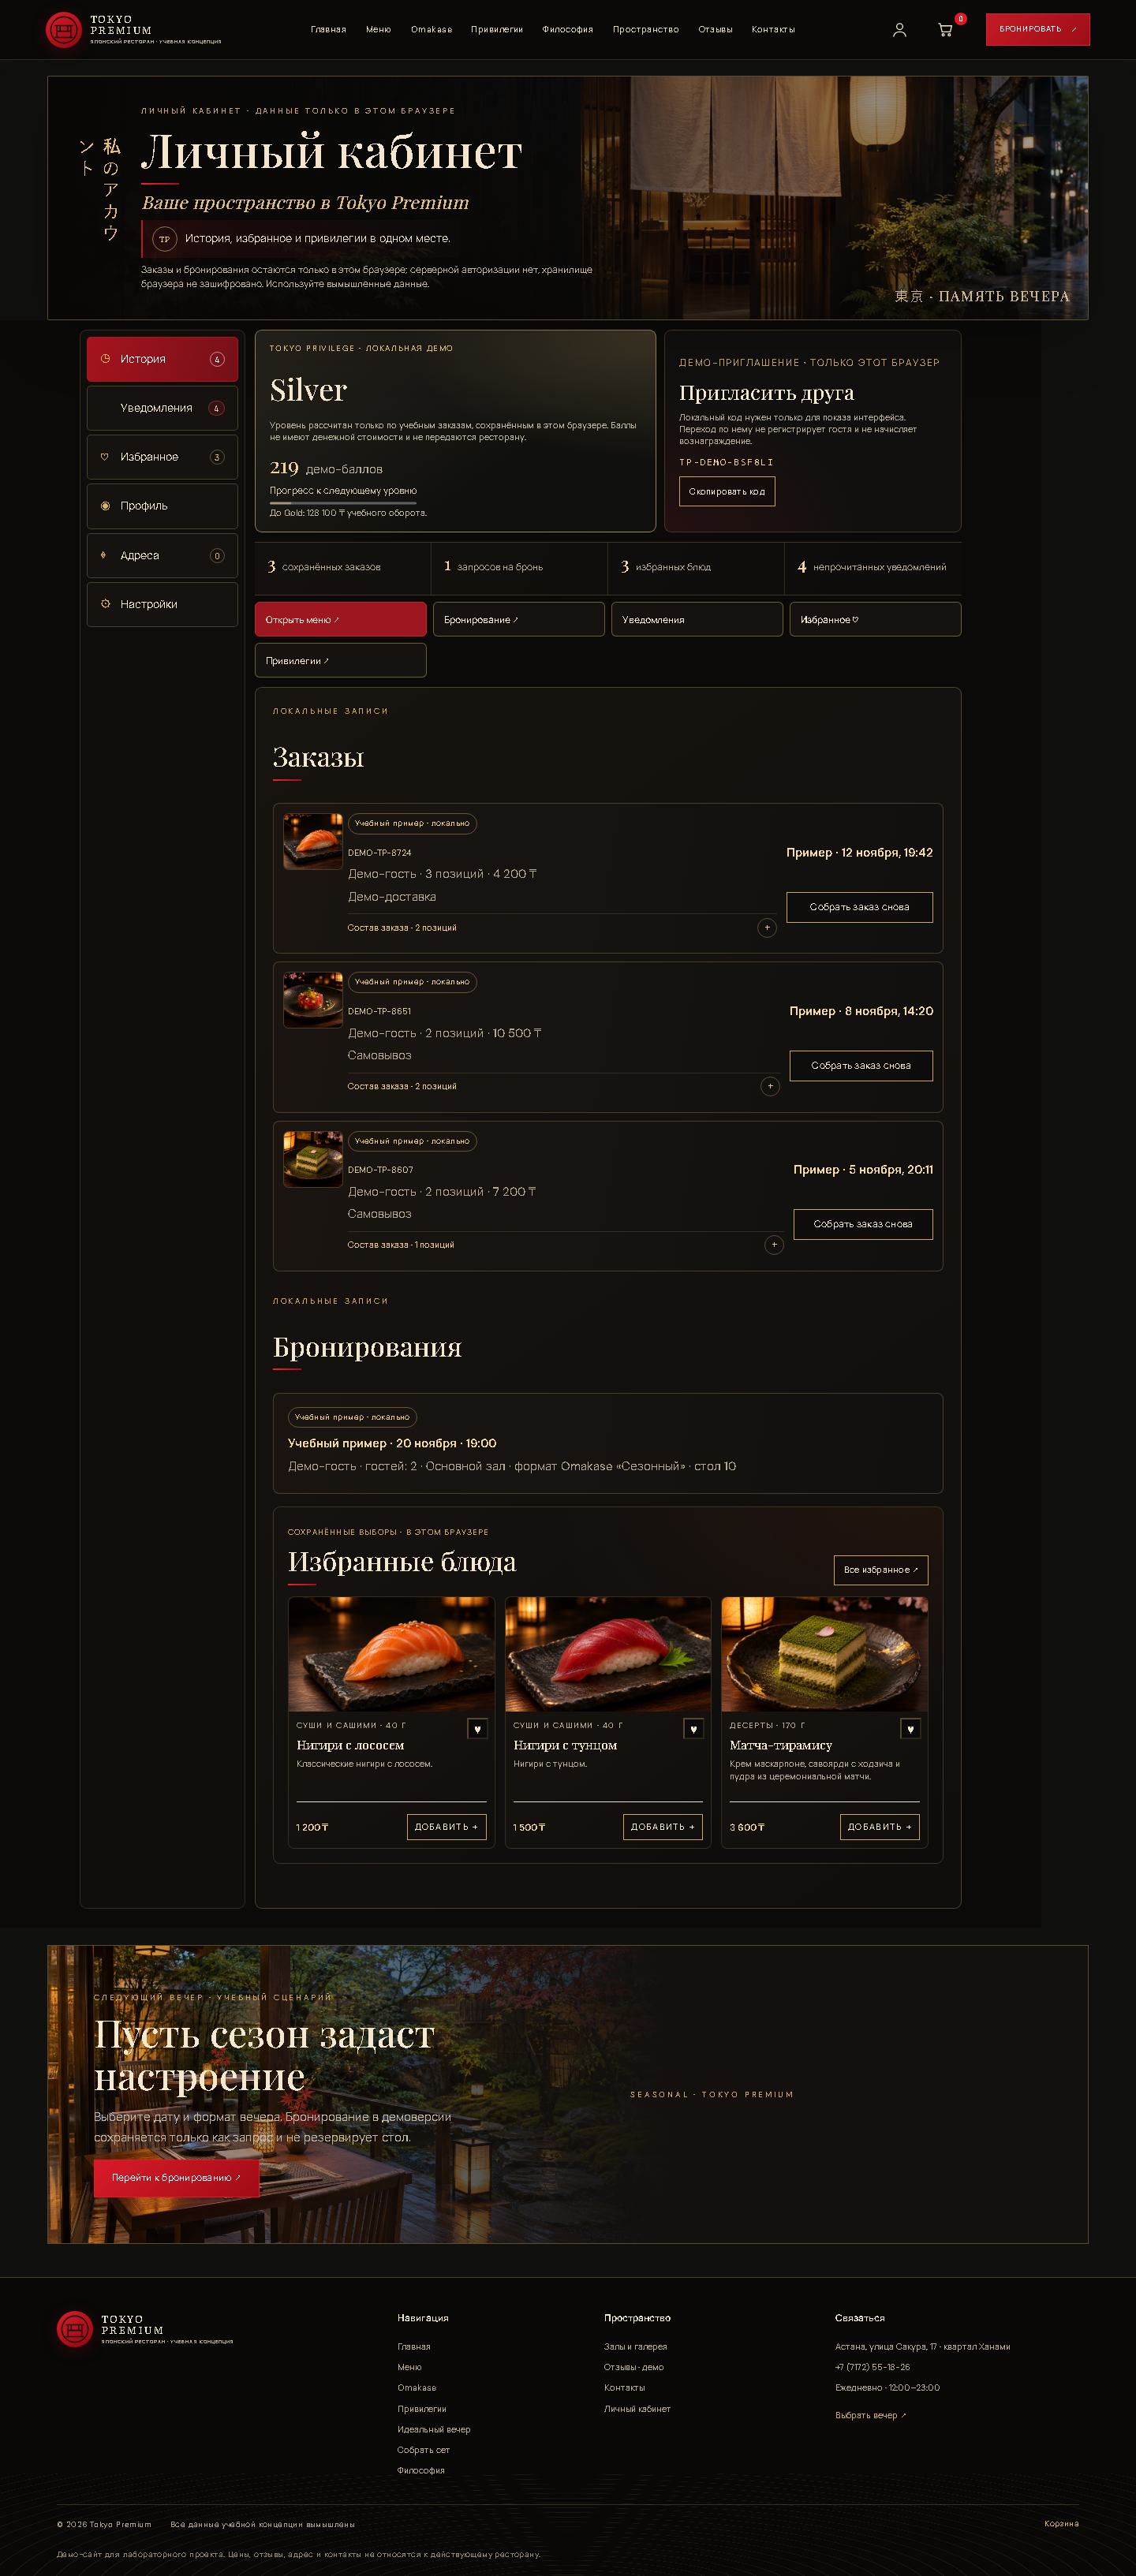 TOKYO
PREMIUM
ЯПОНСКИЙ РЕСТОРАН · УЧЕБНАЯ КОНЦЕПЦИЯ
Главная
Меню
Omakase
Привилегии
Философия
Пространство
Отзывы
Контакты
0
БРОНИРОВАТЬ ↗
ЛИЧНЫЙ КАБИНЕТ · ДАННЫЕ ТОЛЬКО В ЭТОМ БРАУЗЕРЕ
私のアカウ
ント
Личный кабинет
Ваше пространство в Tokyo Premium
TP
История, избранное и привилегии в одном месте.
Заказы и бронирования остаются только в этом браузере; серверной авторизации нет, хранилище
браузера не зашифровано. Используйте вымышленные данные.
東京 · ПАМЯТЬ ВЕЧЕРА
История 4
Уведомления 4
Избранное 3
Профиль
Адреса 0
Настройки
TOKYO PRIVILEGE · ЛОКАЛЬНАЯ ДЕМО
Silver
Уровень рассчитан только по учебным заказам, сохранённым в этом браузере. Баллы
не имеют денежной стоимости и не передаются ресторану.
219 демо-баллов
Прогресс к следующему уровню
До Gold: 128 100 ₸ учебного оборота.
ДЕМО-ПРИГЛАШЕНИЕ · ТОЛЬКО ЭТОТ БРАУЗЕР
Пригласить друга
Локальный код нужен только для показа интерфейса.
Переход по нему не регистрирует гостя и не начисляет
вознаграждение.
TP-DEMO-BSF8LI
Скопировать код
3 сохранённых заказов
1 запросов на бронь
3 избранных блюд
4 непрочитанных уведомлений
Открыть меню ↗
Бронирование ↗
Уведомления
Избранное ♡
Привилегии ↗
ЛОКАЛЬНЫЕ ЗАПИСИ
Заказы
Учебный пример · локально
DEMO-TP-8724
Демо-гость · 3 позиций · 4 200 ₸
Демо-доставка
Состав заказа · 2 позиций
+
Пример · 12 ноября, 19:42
Собрать заказ снова
Учебный пример · локально
DEMO-TP-8651
Демо-гость · 2 позиций · 10 500 ₸
Самовывоз
Состав заказа · 2 позиций
+
Пример · 8 ноября, 14:20
Собрать заказ снова
Учебный пример · локально
DEMO-TP-8607
Демо-гость · 2 позиций · 7 200 ₸
Самовывоз
Состав заказа · 1 позиций
+
Пример · 5 ноября, 20:11
Собрать заказ снова
ЛОКАЛЬНЫЕ ЗАПИСИ
Бронирования
Учебный пример · локально
Учебный пример · 20 ноября · 19:00
Демо-гость · гостей: 2 · Основной зал · формат Omakase «Сезонный» · стол 10
СОХРАНЁННЫЕ ВЫБОРЫ · В ЭТОМ БРАУЗЕРЕ
Избранные блюда
Все избранное ↗
СУШИ И САШИМИ · 40 Г
Нигири с лососем
Классические нигири с лососем.
1 200 ₸
ДОБАВИТЬ +
СУШИ И САШИМИ · 40 Г
Нигири с тунцом
Нигири с тунцом.
1 500 ₸
ДОБАВИТЬ +
ДЕСЕРТЫ · 170 Г
Матча-тирамису
Крем маскарпоне, савоярди с ходзича и
пудра из церемониальной матчи.
3 600 ₸
ДОБАВИТЬ +
СЛЕДУЮЩИЙ ВЕЧЕР · УЧЕБНЫЙ СЦЕНАРИЙ
Пусть сезон задаст
настроение
Выберите дату и формат вечера. Бронирование в демоверсии
сохраняется только как запрос и не резервирует стол.
Перейти к бронированию ↗
SEASONAL · TOKYO PREMIUM
TOKYO
PREMIUM
ЯПОНСКИЙ РЕСТОРАН · УЧЕБНАЯ КОНЦЕПЦИЯ
Навигация
Главная
Меню
Omakase
Привилегии
Идеальный вечер
Собрать сет
Философия
Пространство
Залы и галерея
Отзывы · демо
Контакты
Личный кабинет
Связаться
Астана, улица Сакура, 17 · квартал Ханами
+7 (7172) 55-18-26
Ежедневно · 12:00–23:00
Выбрать вечер ↗
© 2026 Tokyo Premium
Все данные учебной концепции вымышлены
Корзина
Демо-сайт для лабораторного проекта. Цены, отзывы, адрес и контакты не относятся к действующему ресторану.